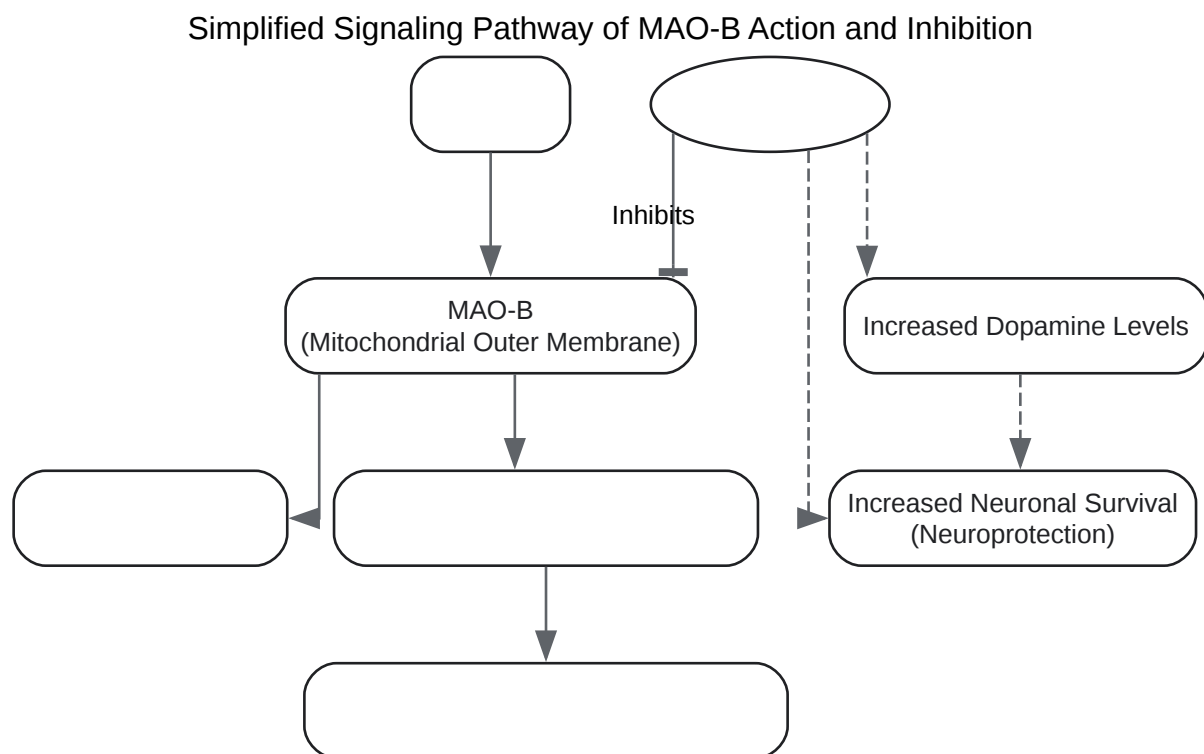 Simplified Signaling Pathway of MAO-B Action and Inhibition
Inhibits
MAO-B
(Mitochondrial Outer Membrane)
Increased Dopamine Levels
Increased Neuronal Survival
(Neuroprotection)